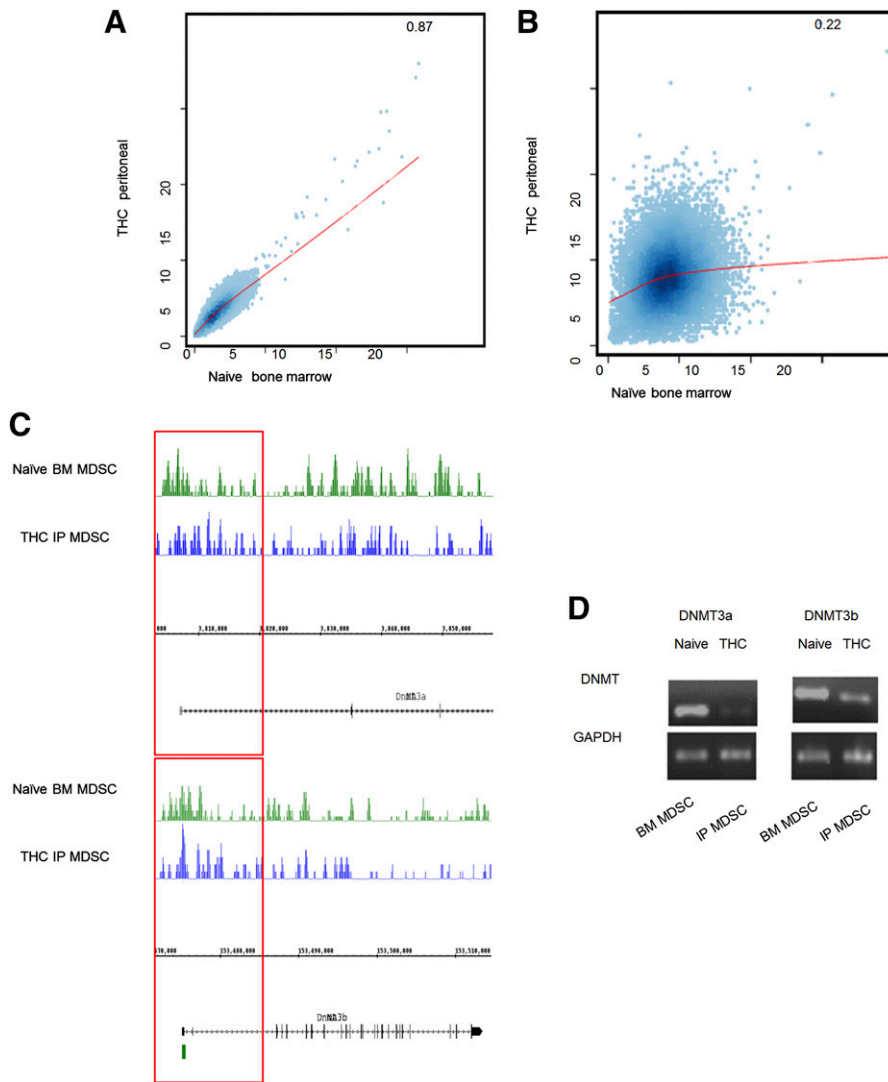 A
0.87
THC peritoneal
20
15
10
5
0
0 5 10 15 20
Naive bone marrow
B
0.22
THC peritoneal
20
15
10
5
0
0 5 10 15 20
Naïve bone marrow
C
Naïve BM MDSC
THC IP MDSC
000 3,810,000 3,820,000 3,830,000 3,840,000 3,850,000
Naïve BM MDSC
THC IP MDSC
153,480,000 153,490,000 153,500,000 153,510,000
D
DNMT3a DNMT3b
Naive THC Naive THC
DNMT
GAPDH
BM MDSC IP MDSC BM MDSC IP MDSC